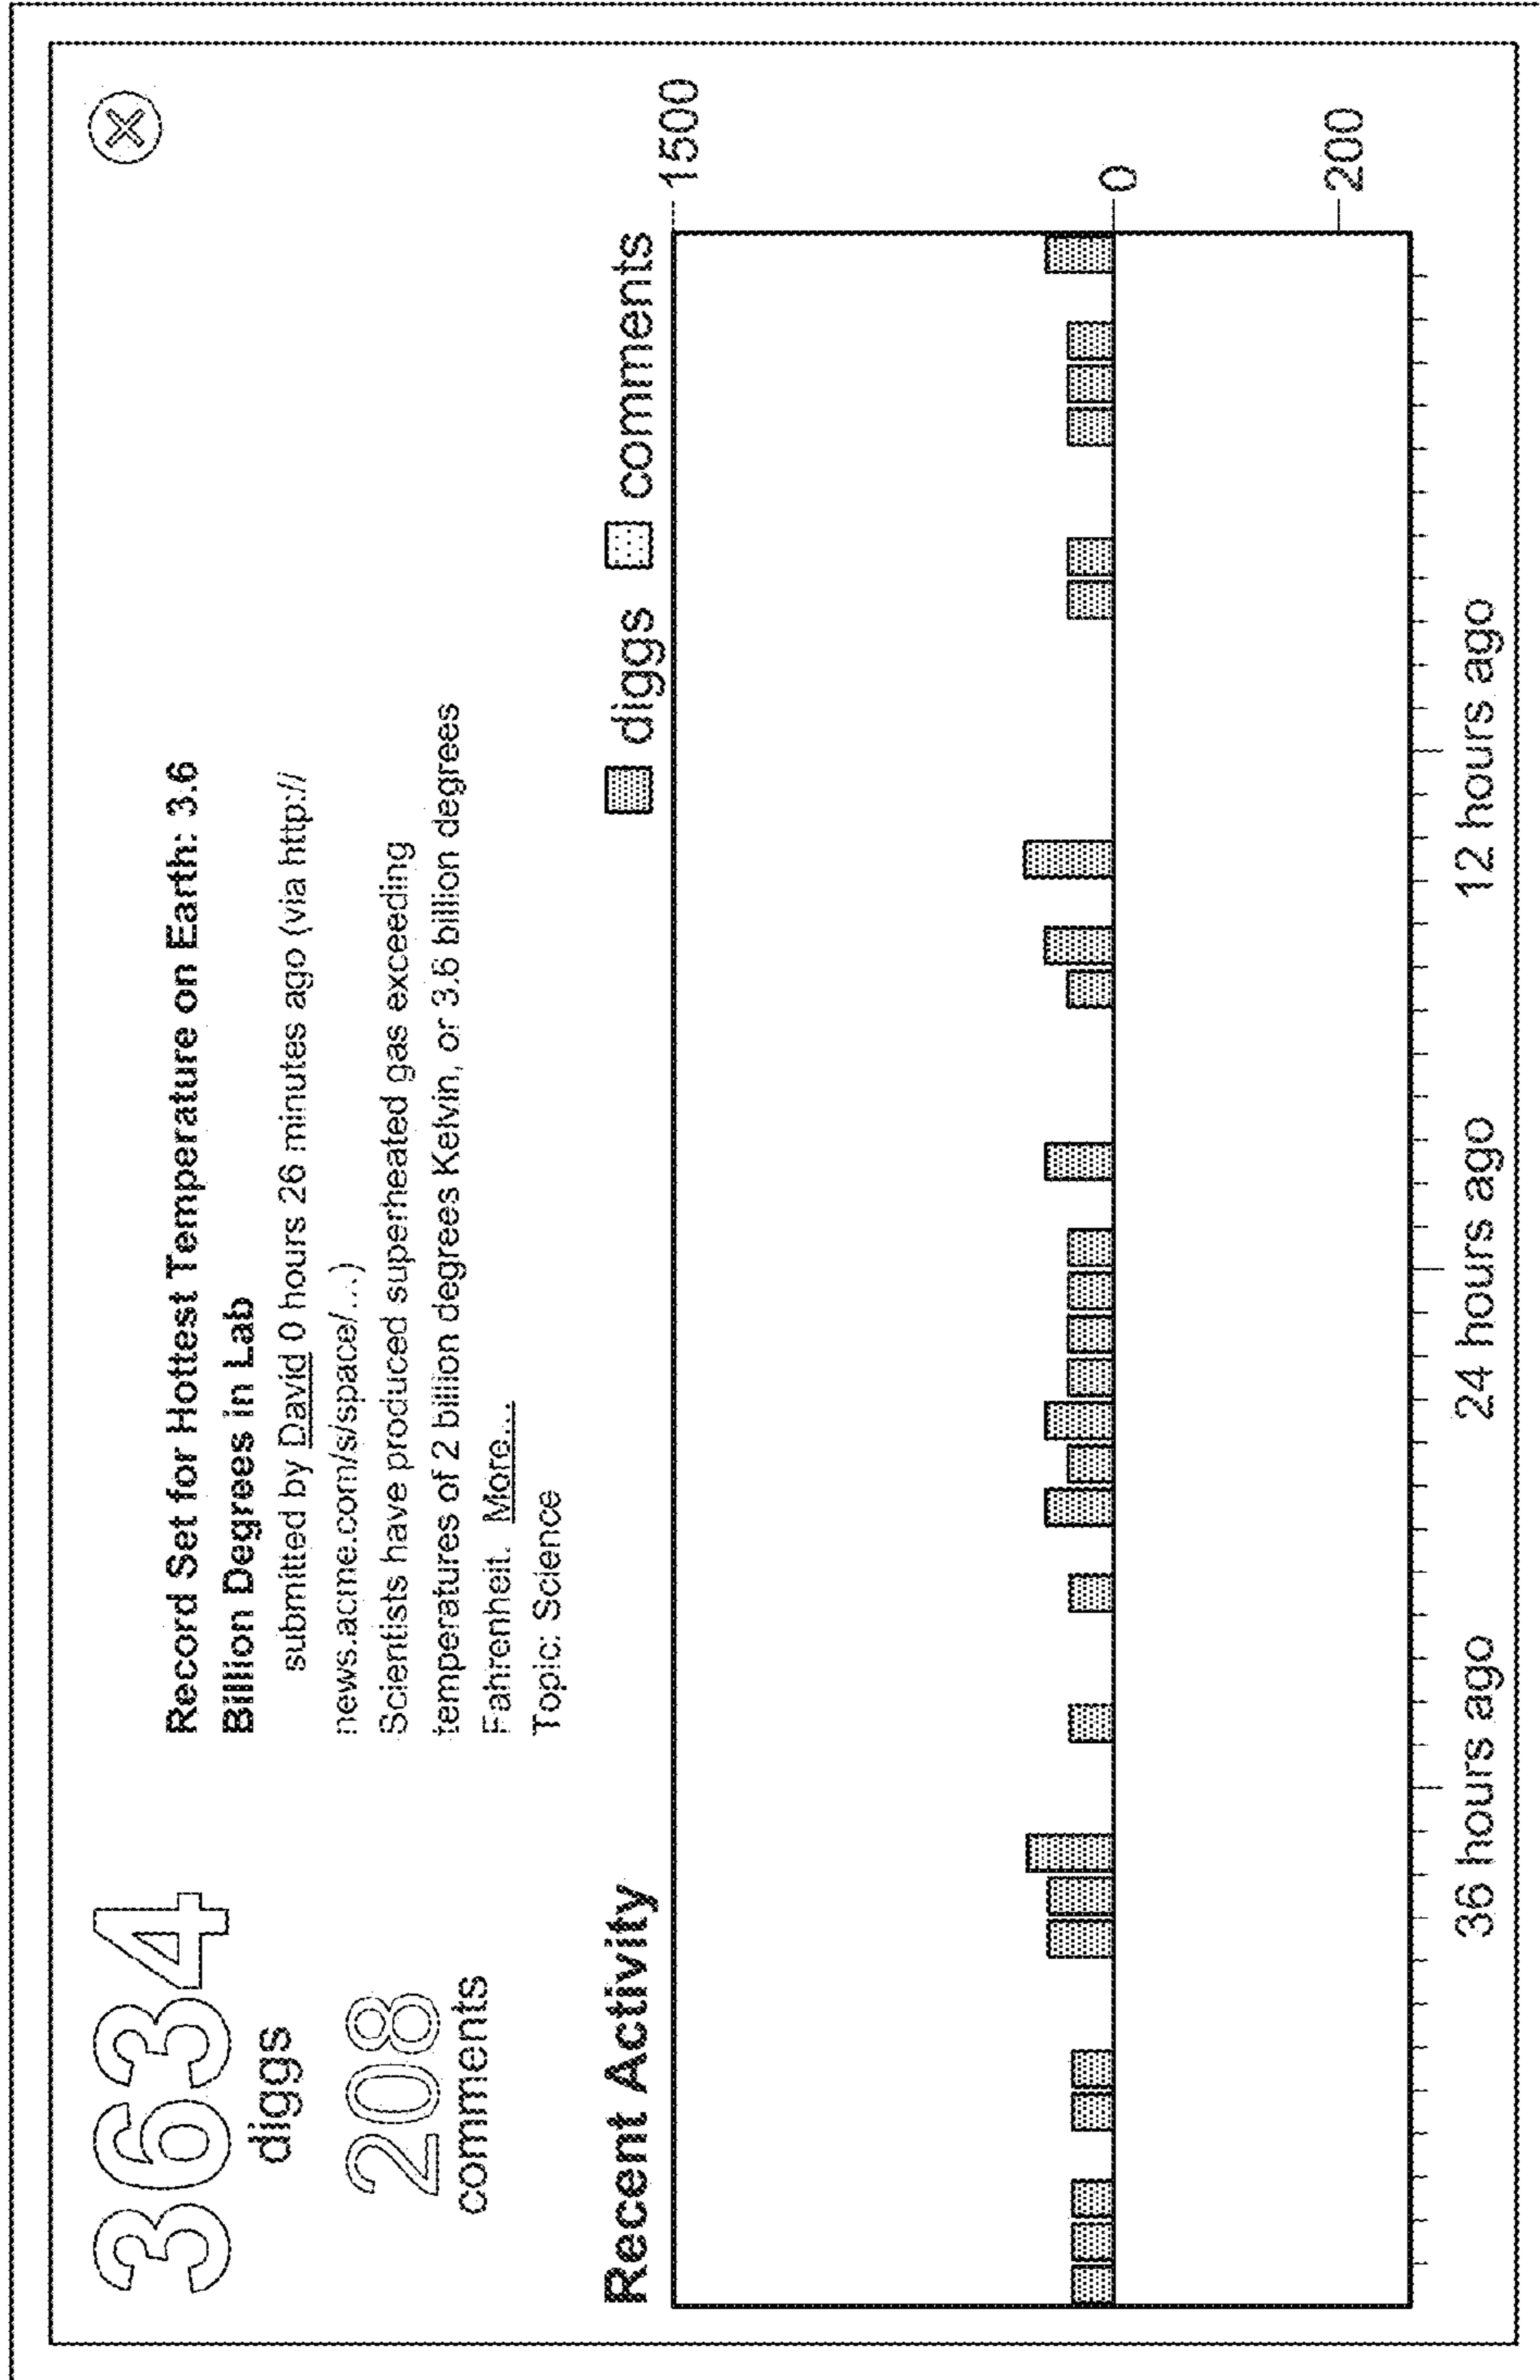 3634
diggs
208
comments
Record Set for Hottest Temperature on Earth: 3.6
Billion Degrees in Lab
submitted by David 0 hours 26 minutes ago (via http://
news.acme.com/s/space/...)
Scientists have produced superheated gas exceeding
temperatures of 2 billion degrees Kelvin, or 3.6 billion degrees
Fahrenheit. More...
Topic: Science
Recent Activity
diggs comments
1500
0
200
36 hours ago 24 hours ago 12 hours ago